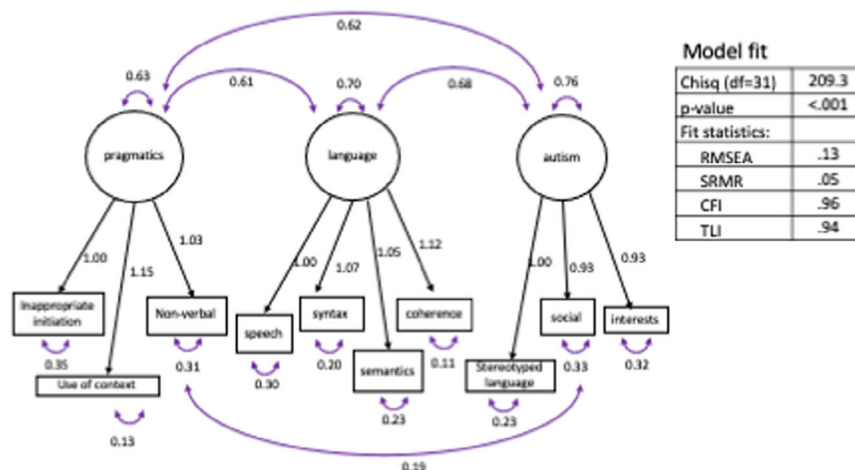 0.62
0.63
0.61
0.70
0.68
0.76
pragmatics
language
autism
1.00
1.15
1.03
1.00
1.07
1.05
1.12
1.00
0.93
0.93
Inappropriate
initiation
Non-verbal
speech
syntax
coherence
social
interests
0.35
Use of context
0.31
0.30
0.20
semantics
0.11
Stereotyped
language
0.33
0.32
0.13
0.23
0.23
0.19
Model fit
Chisq (df=31) 209.3
p-value <.001
Fit statistics:
RMSEA .13
SRMR .05
CFI .96
TLI .94